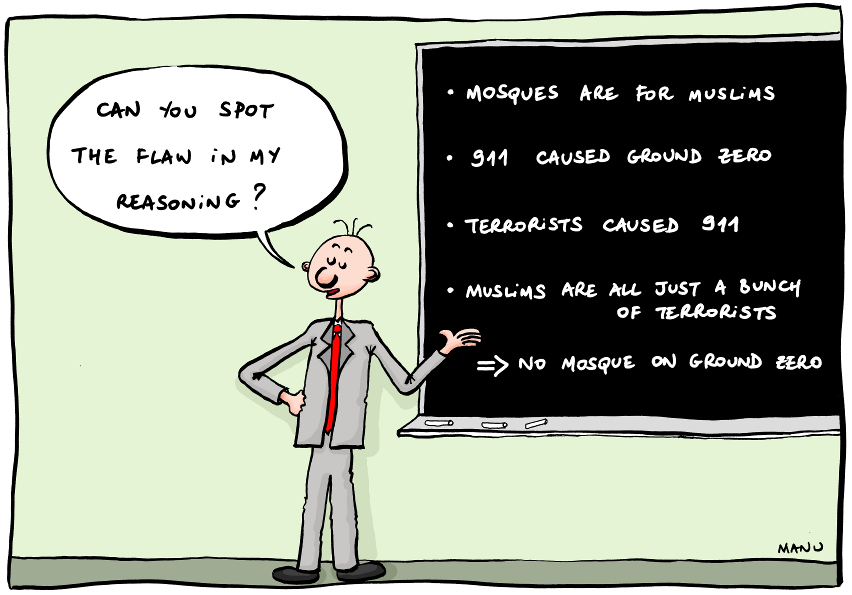 CAN YOU SPOT
THE FLAW iN MY
REASONiNG ?
• MOSQUES ARE FOR MUSLiMS
• 911 CAUSED GROUND ZERO
• TERRORiSTS CAUSED 911
• MUSLiMS ARE ALL JUST A BUNCH
OF TERRORiSTS
⇒ NO MOSQUE ON GROUND ZERO
MANU